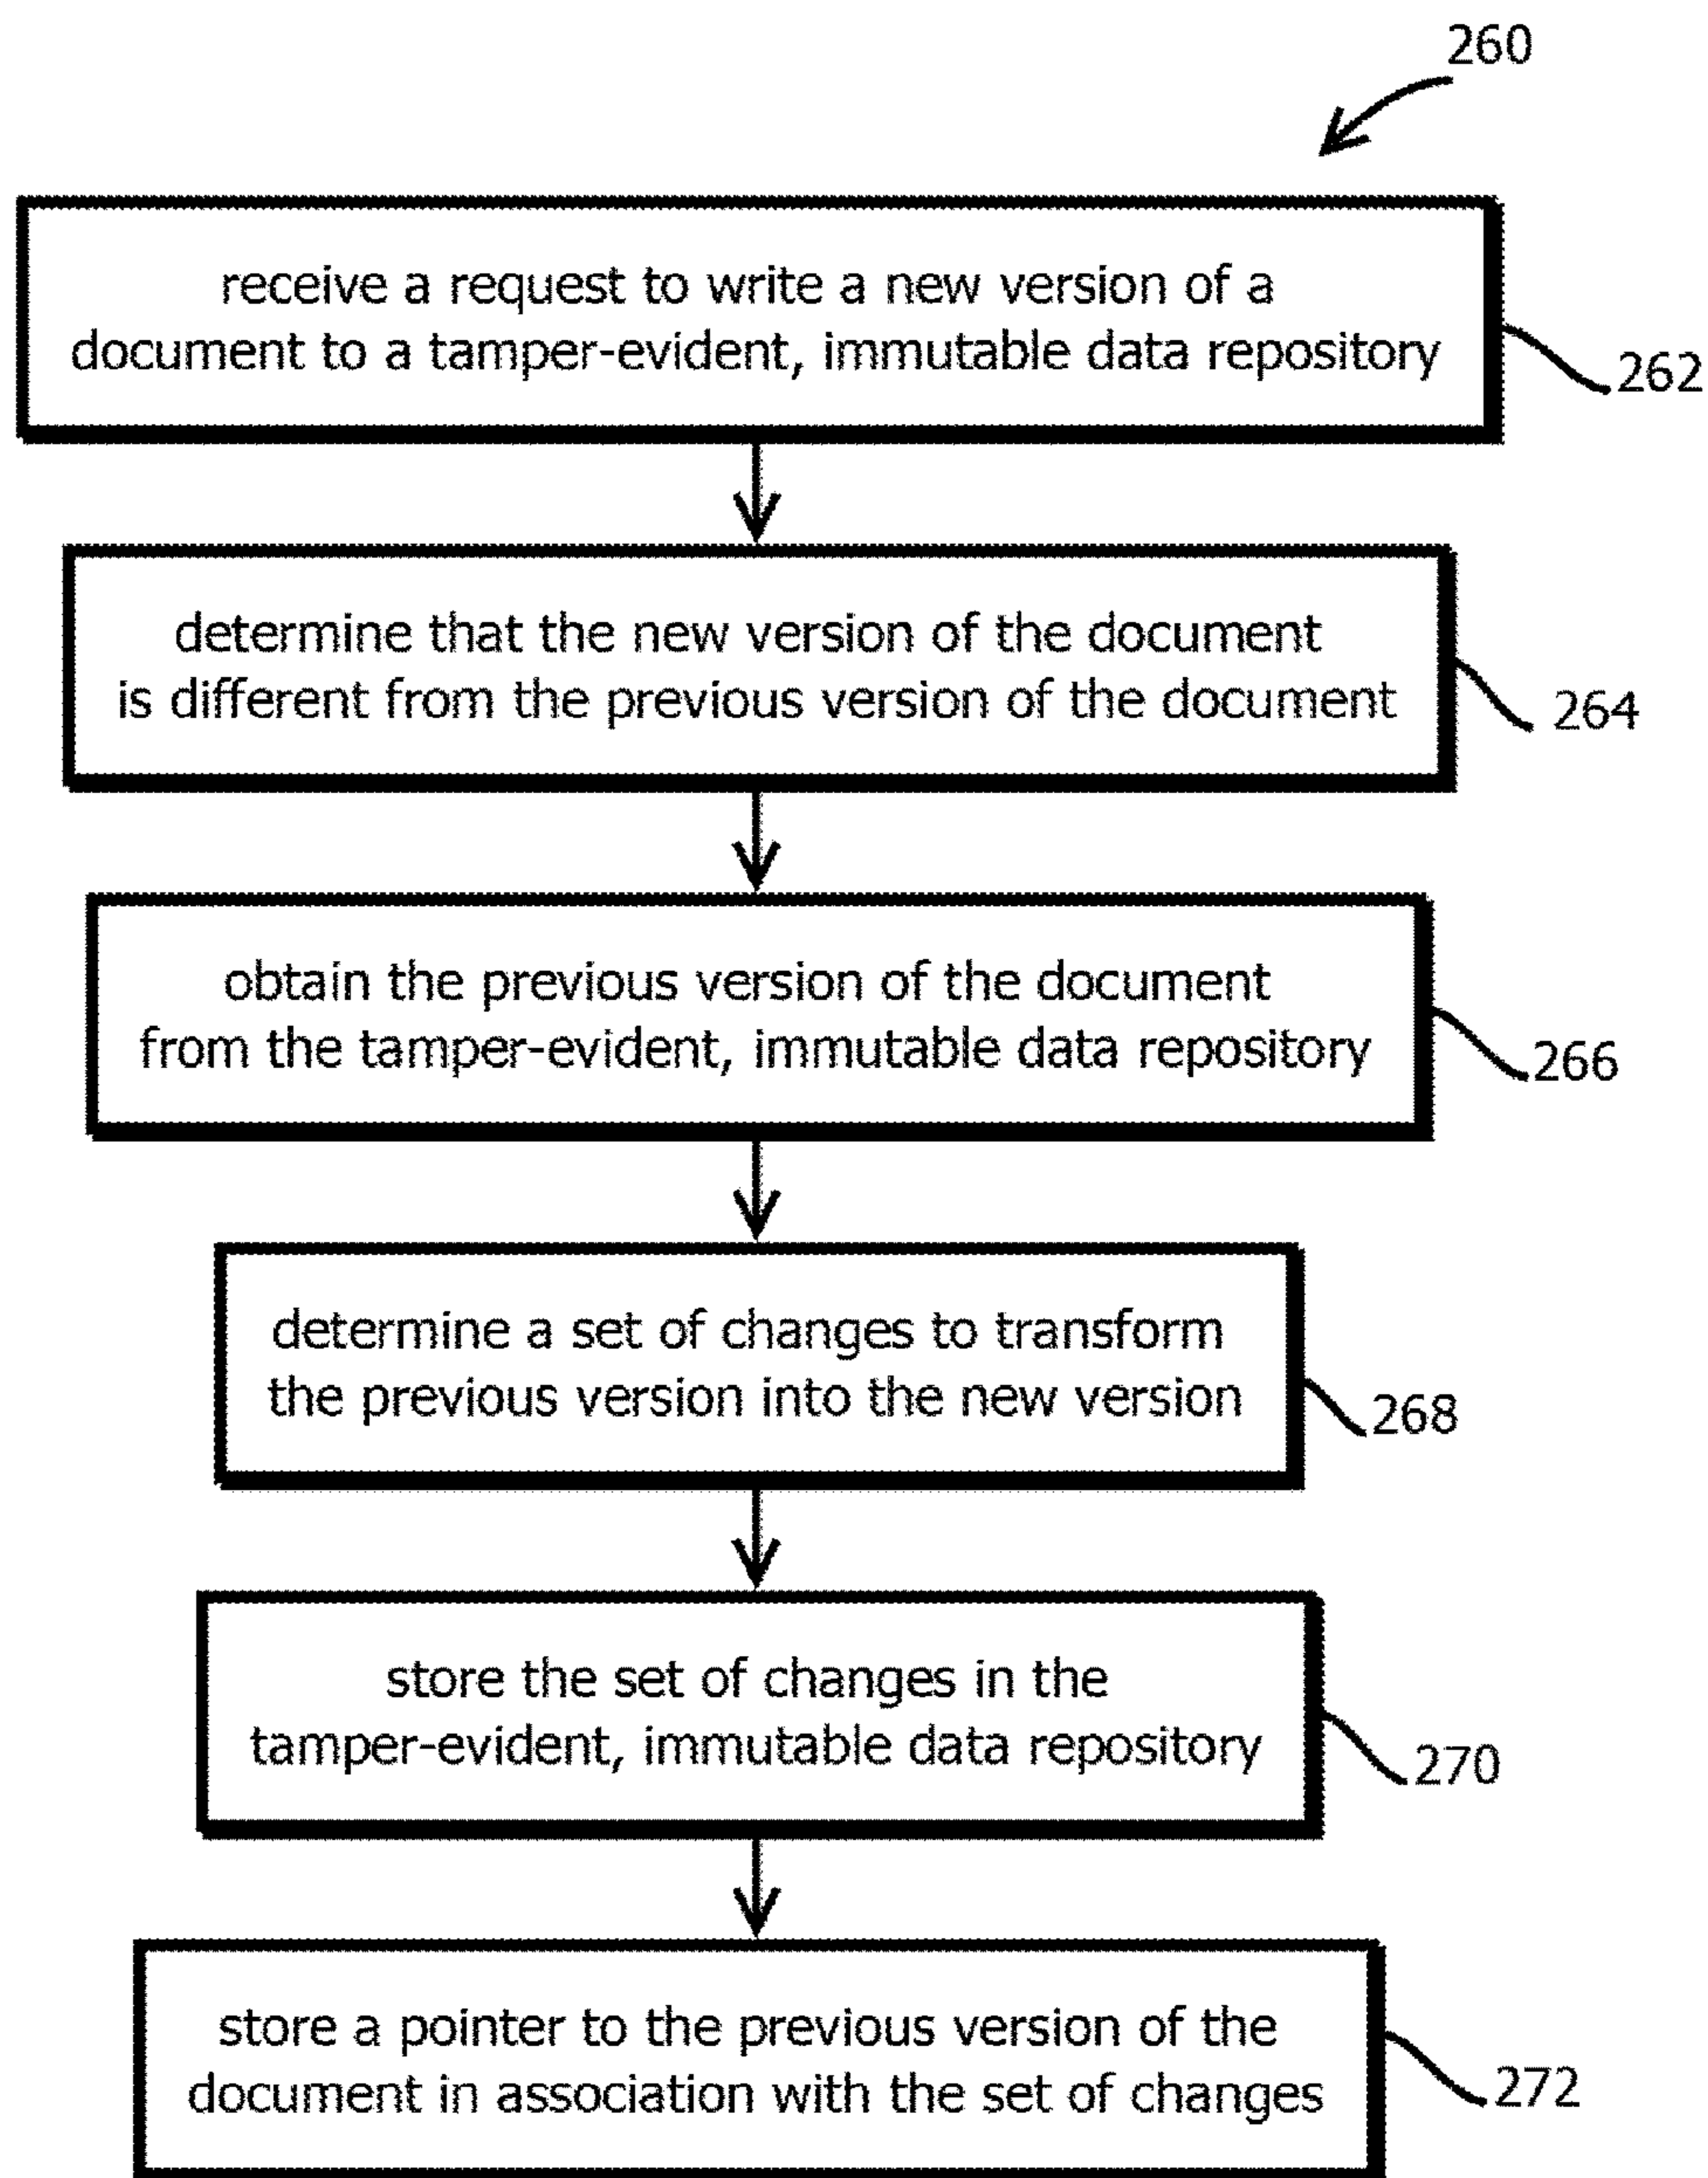 260
receive a request to write a new version of a
document to a tamper-evident, immutable data repository
262
determine that the new version of the document
is different from the previous version of the document
264
obtain the previous version of the document
from the tamper-evident, immutable data repository
266
determine a set of changes to transform
the previous version into the new version
268
store the set of changes in the
tamper-evident, immutable data repository
270
store a pointer to the previous version of the
document in association with the set of changes
272